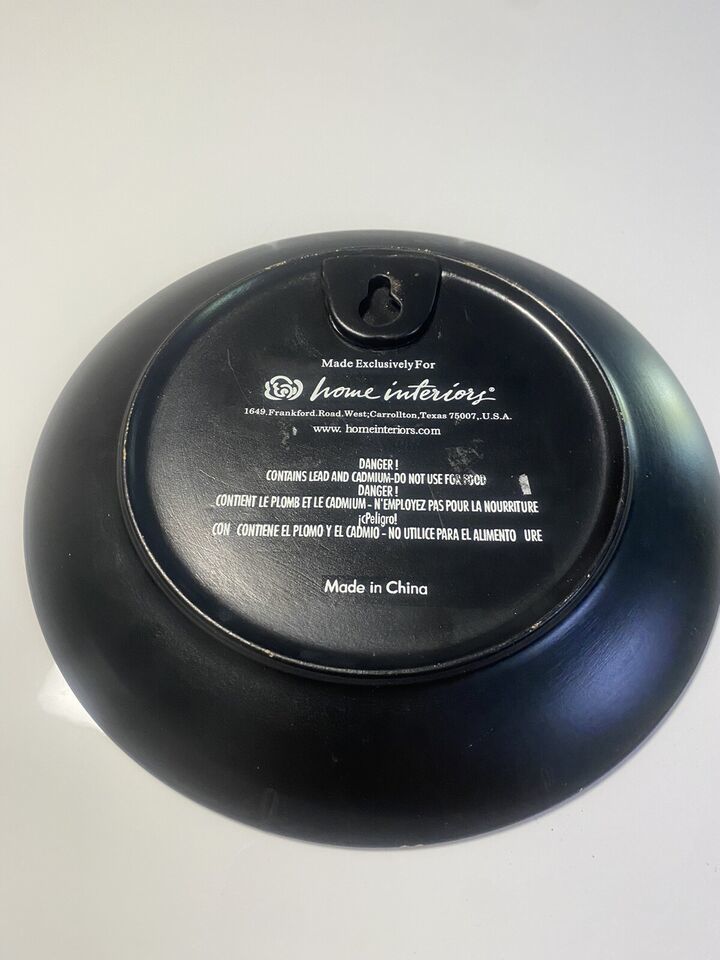 Made Exclusively For
home interiors®
1649.Frankford.Road.West;Carrollton,Texas 75007,.U.S.A.
www. homeinteriors.com
DANGER !
CONTAINS LEAD AND CADMIUM-DO NOT USE FOR FOOD
DANGER !
CONTIENT LE PLOMB ET LE CADMIUM - N'EMPLOYEZ PAS POUR LA NOURRITURE
¡cPeligro!
CON CONTIENE EL PLOMO Y EL CADMIO - NO UTILICE PARA EL ALIMENTO URE
Made in China